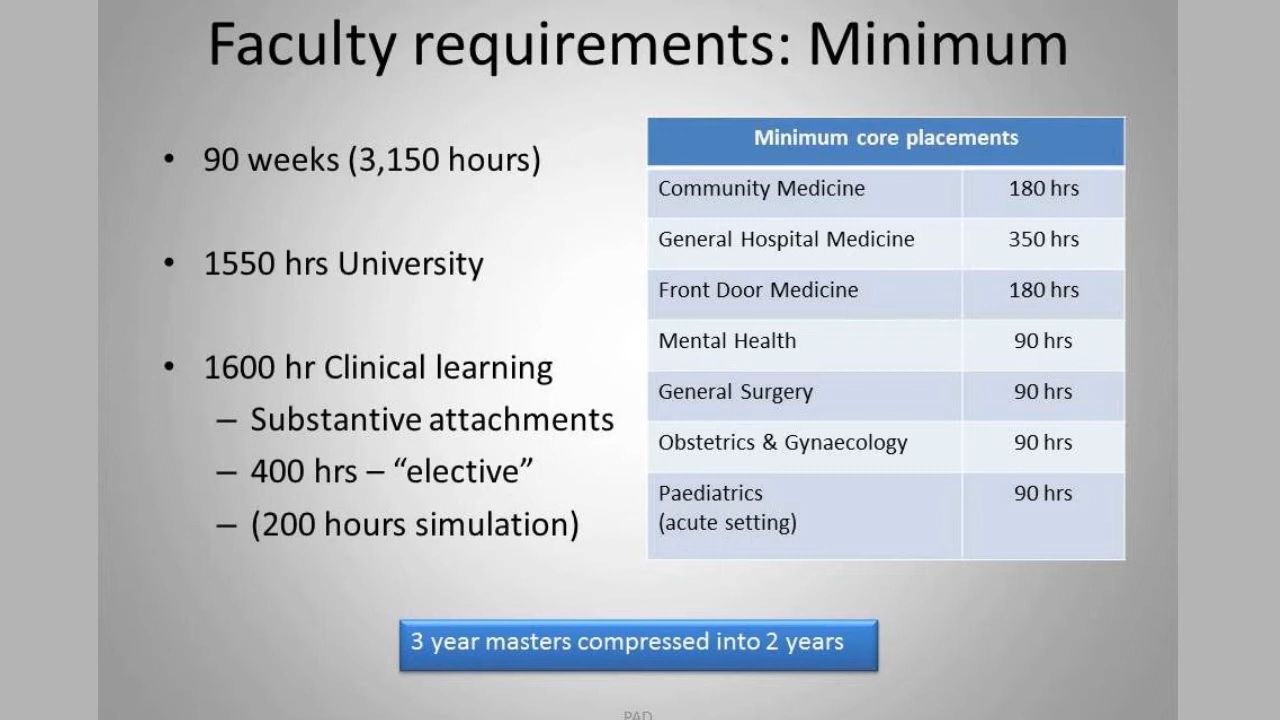 Faculty requirements: Minimum
• 90 weeks (3,150 hours)
• 1550 hrs University
• 1600 hr Clinical learning
– Substantive attachments
– 400 hrs – “elective”
– (200 hours simulation)
Minimum core placements
Community Medicine 180 hrs
General Hospital Medicine 350 hrs
Front Door Medicine 180 hrs
Mental Health 90 hrs
General Surgery 90 hrs
Obstetrics & Gynaecology 90 hrs
Paediatrics 90 hrs
(acute setting)
3 year masters compressed into 2 years
PAD